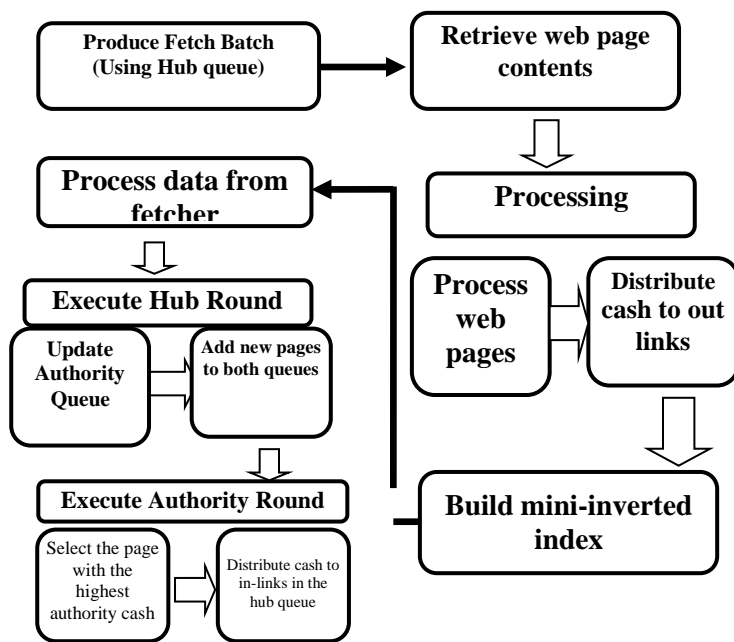 Produce Fetch Batch
(Using Hub queue)
Retrieve web page
contents
Processing
Process
web
pages
Distribute
cash to out
links
Build mini-inverted
index
Process data from
fetcher
Execute Hub Round
Update
Authority
Queue
Add new pages
to both queues
Execute Authority Round
Select the page
with the
highest
authority cash
Distribute cash to
in-links in the
hub queue